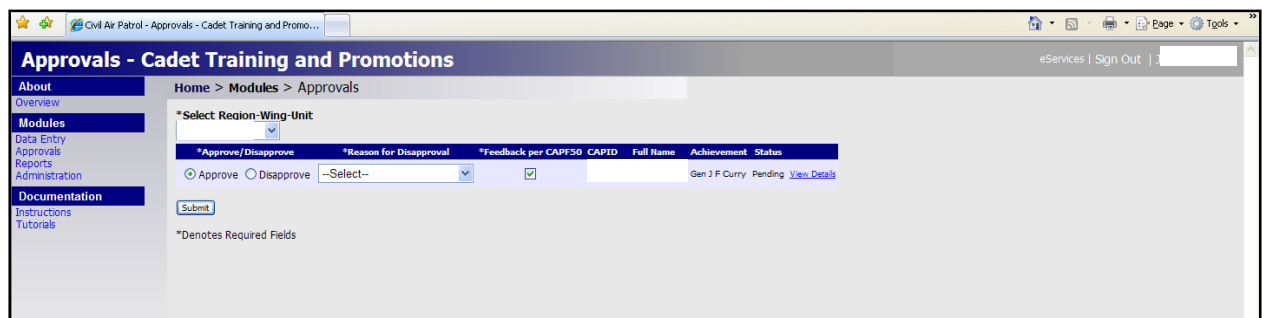 Civil Air Patrol - Approvals - Cadet Training and Promo...
Page Tools »
Approvals - Cadet Training and Promotions
eServices | Sign Out |
About
Overview
Modules
Data Entry
Approvals
Reports
Administration
Documentation
Instructions
Tutorials
Home > Modules > Approvals
*Select Region-Wing-Unit
*Approve/Disapprove *Reason for Disapproval *Feedback per CAPF50 CAPID Full Name Achievement Status
Approve Disapprove --Select-- Gen J F Curry Pending View Details
Submit
*Denotes Required Fields